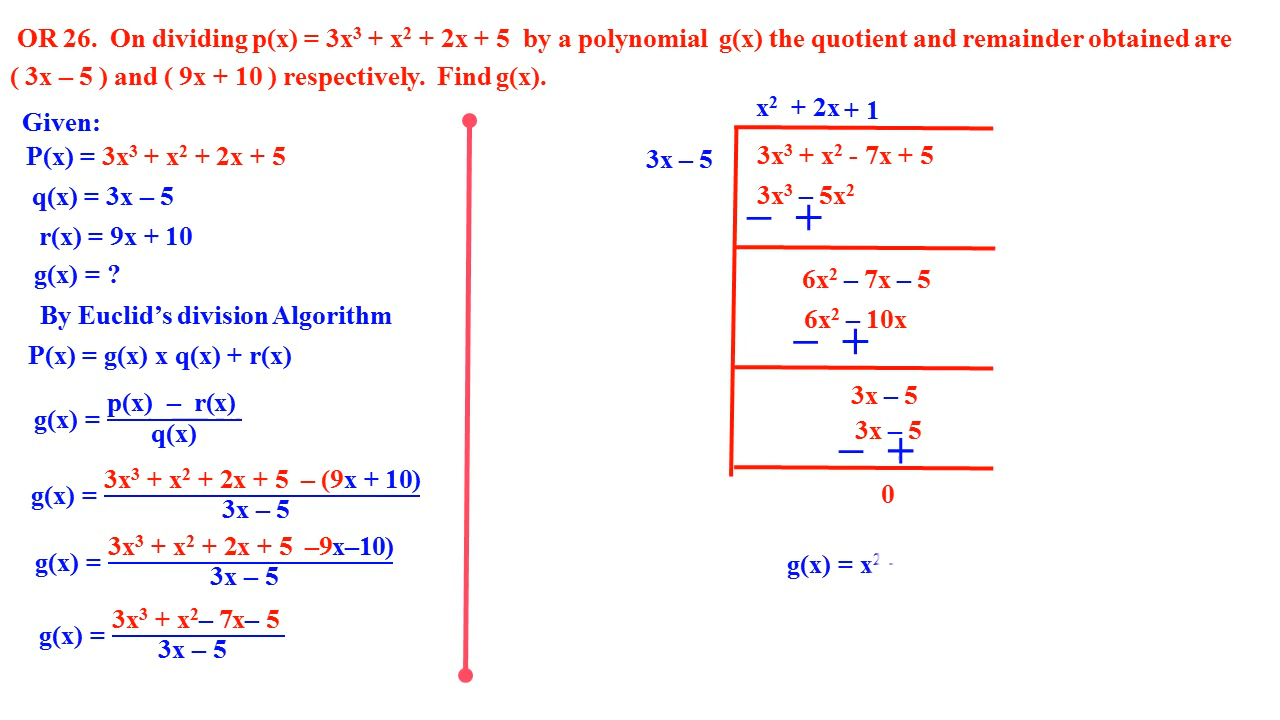 OR 26. On dividing p(x) = 3x³ + x² + 2x + 5 by a polynomial g(x) the quotient and remainder obtained are
( 3x – 5 ) and ( 9x + 10 ) respectively. Find g(x).
Given:
P(x) = 3x³ + x² + 2x + 5
q(x) = 3x – 5
r(x) = 9x + 10
g(x) = ?
By Euclid's division Algorithm
P(x) = g(x) x q(x) + r(x)
g(x) = p(x) – r(x)
q(x)
g(x) = 3x³ + x² + 2x + 5 – (9x + 10)
3x – 5
g(x) = 3x³ + x² + 2x + 5 –9x–10)
3x – 5
g(x) = 3x³ + x²– 7x– 5
3x – 5
x² + 2x + 1
3x – 5 3x³ + x² - 7x + 5
3x³ – 5x²
– +
6x² – 7x – 5
6x² – 10x
– +
3x – 5
3x – 5
– +
0
g(x) = x² -